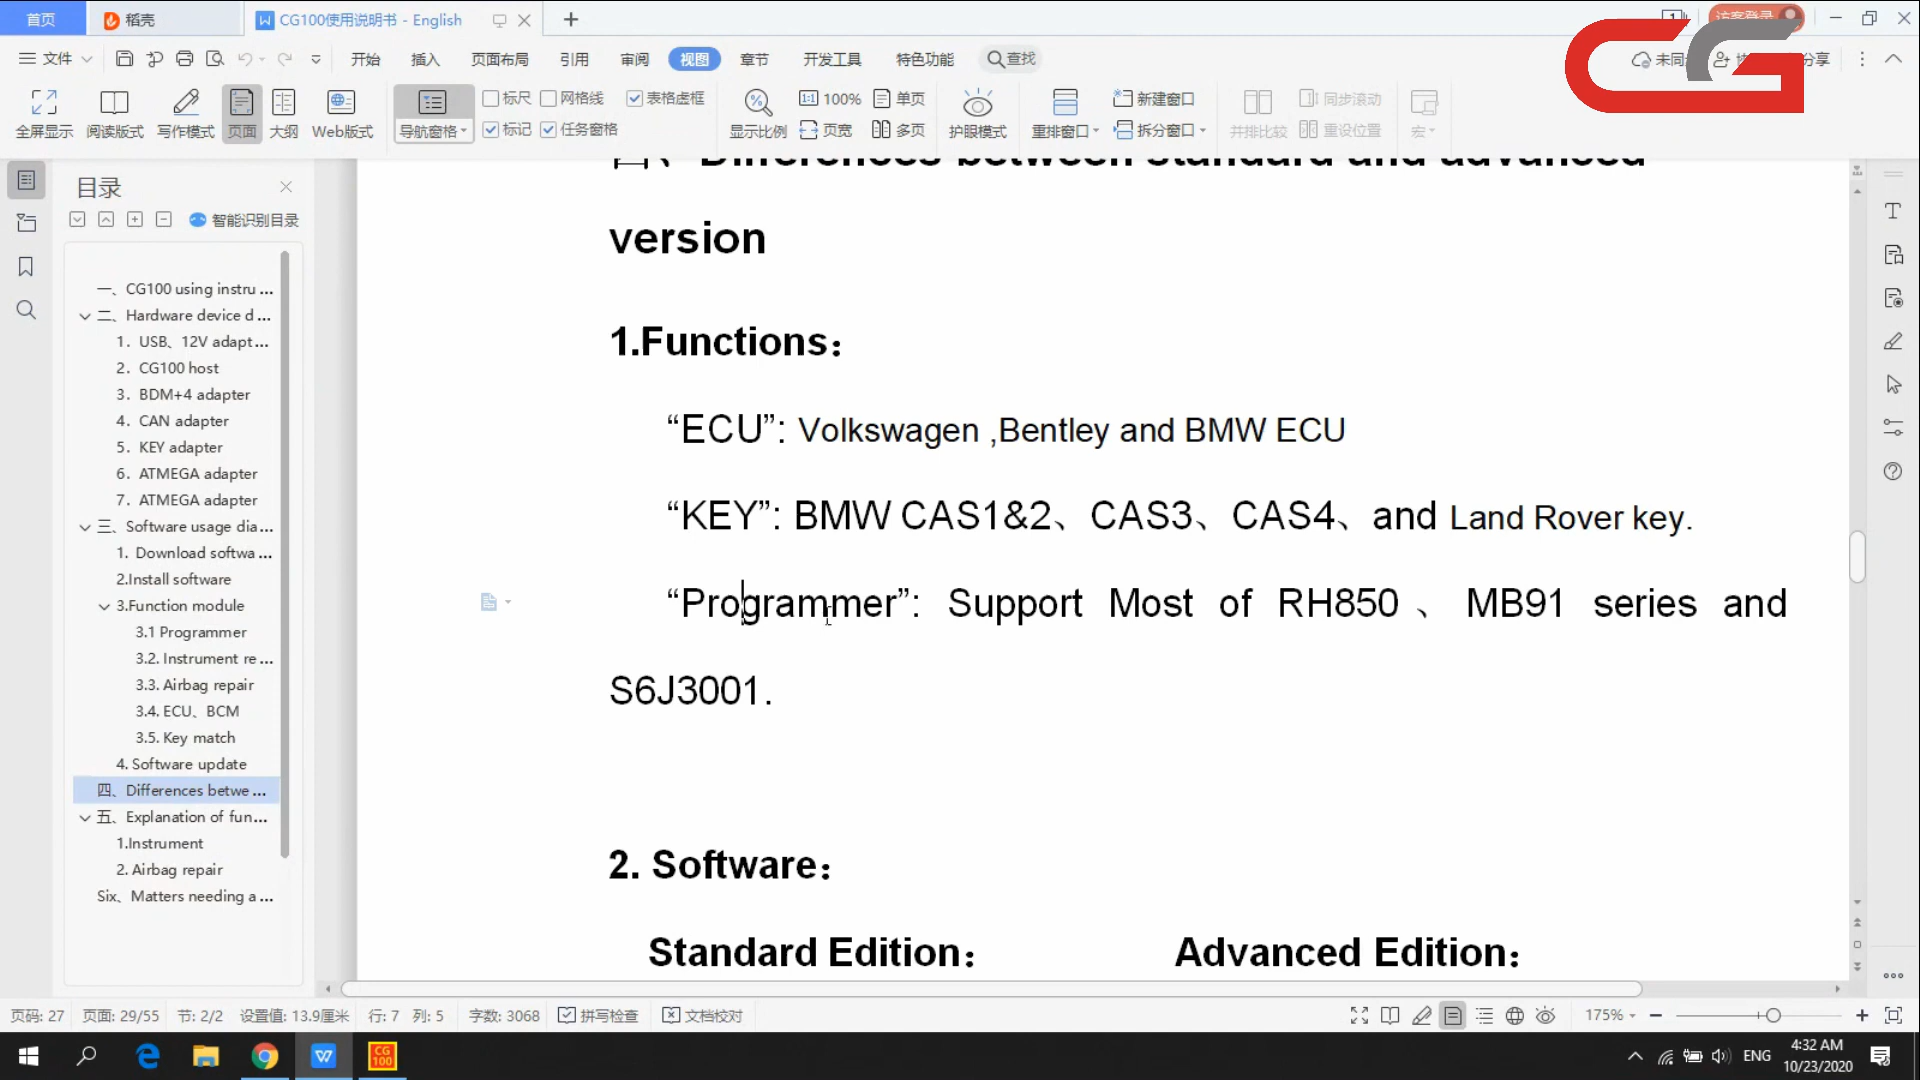 首页
稻壳
CG100使用说明书 - English
访客登录
文件
开始
插入
页面布局
引用
审阅
视图
章节
开发工具
特色功能
查找
未同
分享
CG
全屏显示
阅读版式
写作模式
页面
大纲
Web版式
导航窗格
标尺
网格线
表格虚框
标记
任务窗格
显示比例
100%
页宽
单页
多页
护眼模式
重排窗口
新建窗口
拆分窗口
并排比较
同步滚动
重设位置
宏
目录
智能识别目录
一、CG100 using instru ...
二、Hardware device d ...
1. USB、12V adapt...
2. CG100 host
3. BDM+4 adapter
4. CAN adapter
5. KEY adapter
6. ATMEGA adapter
7. ATMEGA adapter
三、Software usage dia...
1. Download softwa ...
2.Install software
3.Function module
3.1 Programmer
3.2. Instrument re ...
3.3. Airbag repair
3.4. ECU、BCM
3.5. Key match
4. Software update
四、Differences betwe ...
五、Explanation of fun...
1.Instrument
2. Airbag repair
Six、Matters needing a ...
四、Differences between standard and advanced
version
1.Functions：
“ECU”: Volkswagen ,Bentley and BMW ECU
“KEY”: BMW CAS1&2、CAS3、CAS4、and Land Rover key.
“Programmer”: Support Most of RH850 、 MB91 series and
S6J3001.
2. Software：
Standard Edition： Advanced Edition：
页码: 27
页面: 29/55
节: 2/2
设置值: 13.9厘米
行: 7
列: 5
字数: 3068
拼写检查
文档校对
175%
CG
100
ENG
4:32 AM
10/23/2020